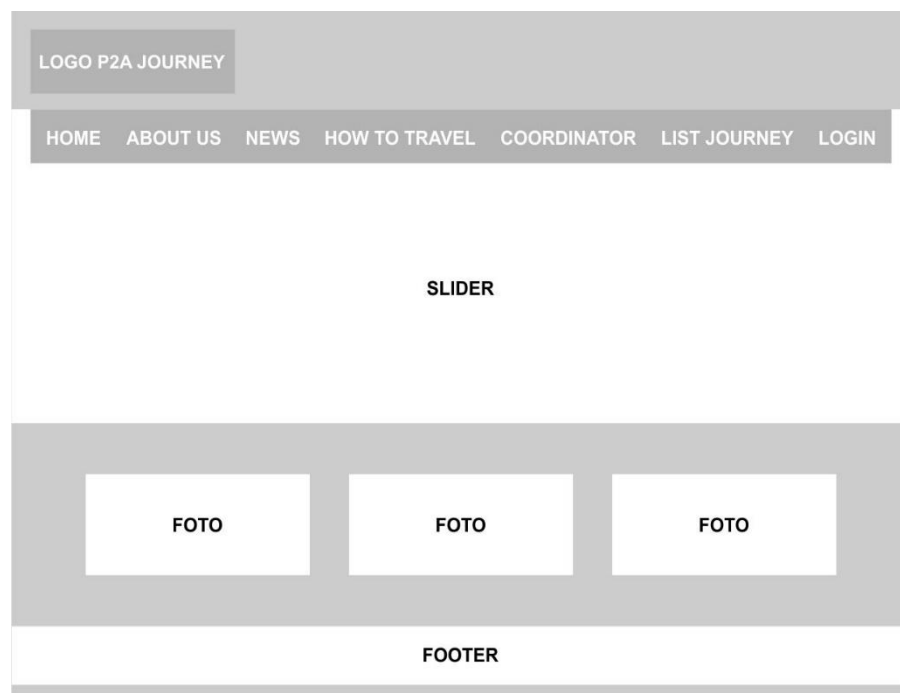 LOGO P2A JOURNEY
HOME ABOUT US NEWS HOW TO TRAVEL COORDINATOR LIST JOURNEY LOGIN
SLIDER
FOTO FOTO FOTO
FOOTER